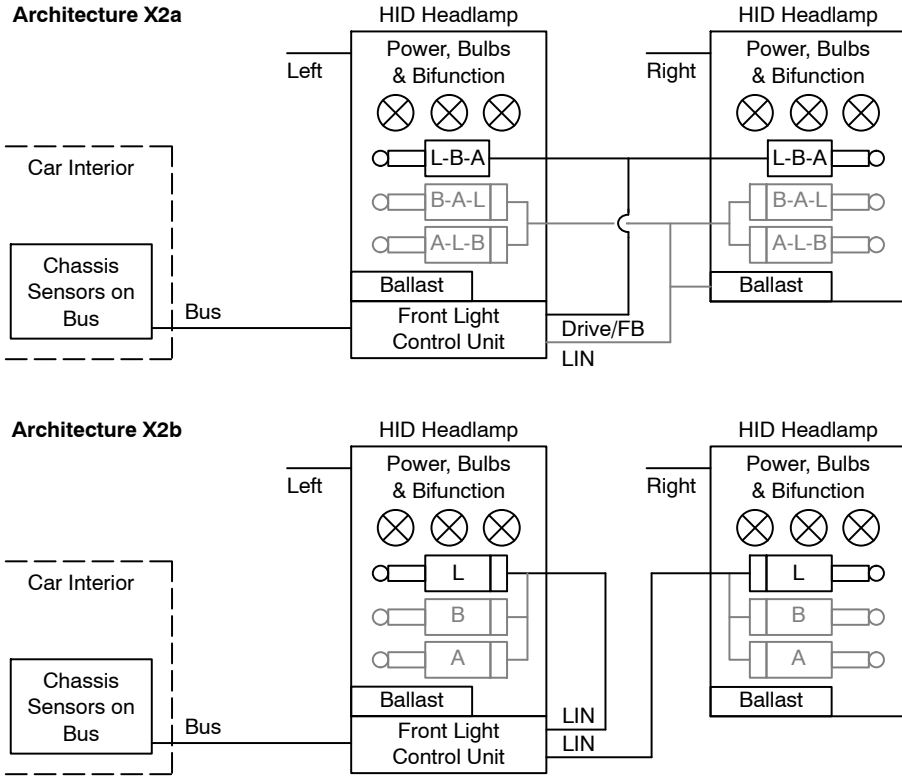 Architecture X2a
HID Headlamp
HID Headlamp
Left
Power, Bulbs
& Bifunction
Right
Power, Bulbs
& Bifunction
L-B-A
L-B-A
Car Interior
B-A-L
B-A-L
A-L-B
A-L-B
Chassis
Sensors on
Bus
Ballast
Ballast
Bus
Front Light
Control Unit
Drive/FB
LIN
Architecture X2b
HID Headlamp
HID Headlamp
Left
Power, Bulbs
& Bifunction
Right
Power, Bulbs
& Bifunction
L
L
Car Interior
B
B
A
A
Chassis
Sensors on
Bus
Ballast
Ballast
Bus
Front Light
Control Unit
LIN
LIN